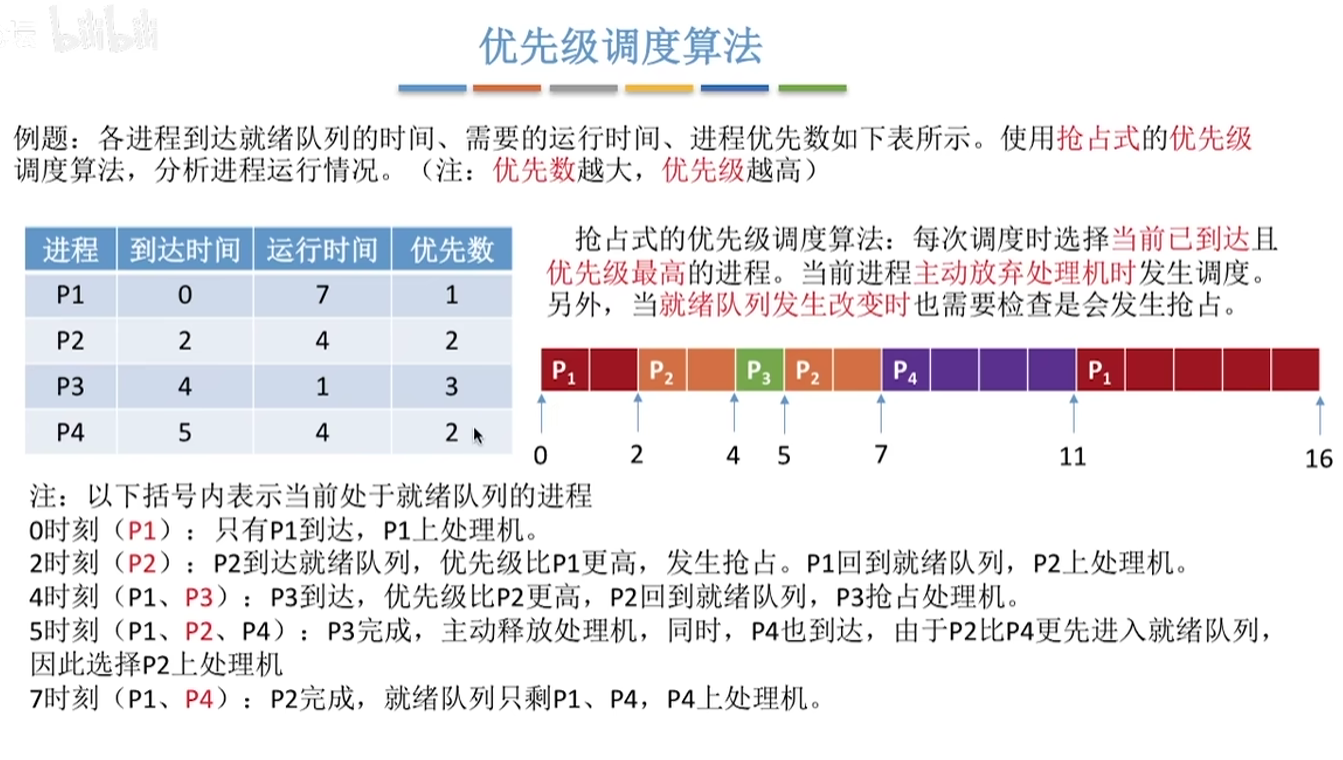 bilibili
优先级调度算法
例题：各进程到达就绪队列的时间、需要的运行时间、进程优先数如下表所示。使用抢占式的优先级
调度算法，分析进程运行情况。（注：优先数越大，优先级越高）
进程 到达时间 运行时间 优先数
P1 0 7 1
P2 2 4 2
P3 4 1 3
P4 5 4 2
抢占式的优先级调度算法：每次调度时选择当前已到达且
优先级最高的进程。当前进程主动放弃处理机时发生调度。
另外，当就绪队列发生改变时也需要检查是会发生抢占。
P1 P2 P3 P2 P4 P1
0 2 4 5 7 11 16
注：以下括号内表示当前处于就绪队列的进程
0时刻（P1）：只有P1到达，P1上处理机。
2时刻（P2）：P2到达就绪队列，优先级比P1更高，发生抢占。P1回到就绪队列，P2上处理机。
4时刻（P1、P3）：P3到达，优先级比P2更高，P2回到就绪队列，P3抢占处理机。
5时刻（P1、P2、P4）：P3完成，主动释放处理机，同时，P4也到达，由于P2比P4更先进入就绪队列，
因此选择P2上处理机
7时刻（P1、P4）：P2完成，就绪队列只剩P1、P4，P4上处理机。